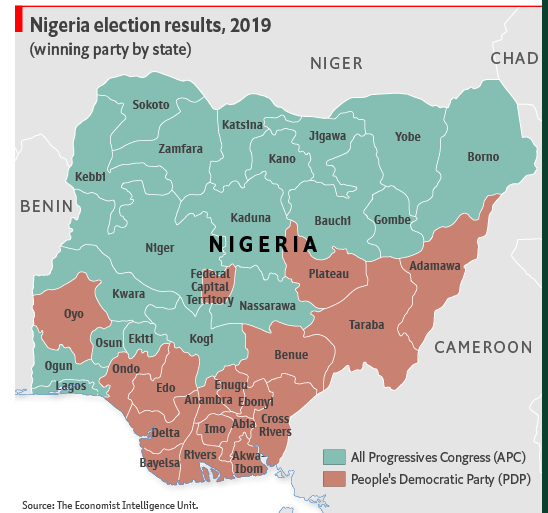 Nigeria election results, 2019
(winning party by state)
CHAD
NIGER
Sokoto
Katsina
Jigawa
Yobe
Zamfara
Kano
Borno
Kebbi
BENIN
Kaduna
Bauchi
Gombe
Niger
NIGERIA
Federal
Capital
Territory
Plateau
Adamawa
Kwara
Nassarawa
Oyo
Taraba
Osun
Ekiti
Kogi
CAMEROON
Benue
Ogun
Ondo
Lagos
Edo
Enugu
Anambra
Ebonyi
Cross
Rivers
Abia
Imo
Delta
Bayelsa
Rivers
Akwa-
Ibom
All Progressives Congress (APC)
People's Democratic Party (PDP)
Source: The Economist Intelligence Unit.